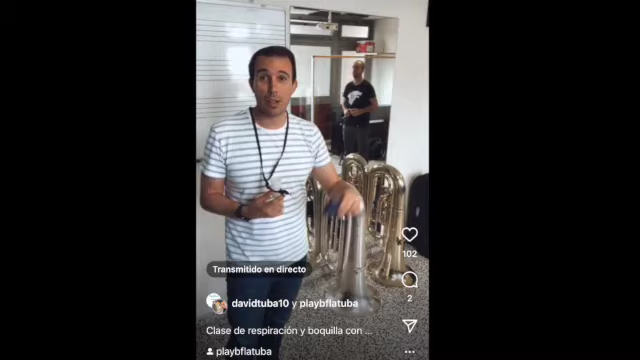 102
2
Transmitido en directo
davidtuba10 y playbflatuba
Clase de respiración y boquilla con ...
playbflatuba